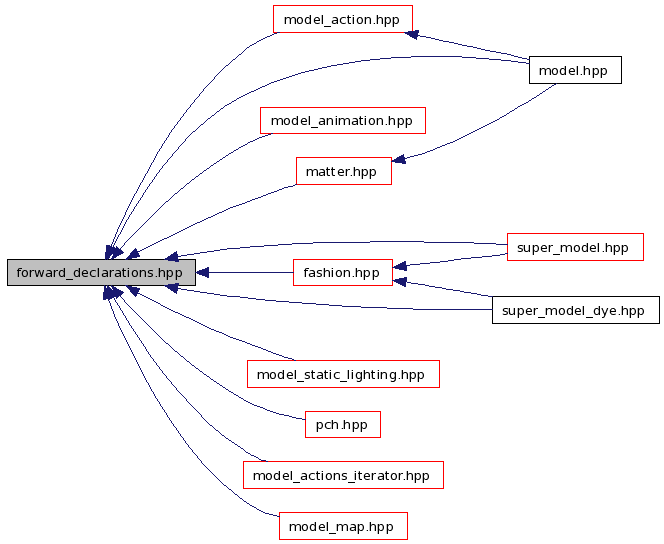 model_action.hpp
model.hpp
model_animation.hpp
matter.hpp
super_model.hpp
forward_declarations.hpp
fashion.hpp
super_model_dye.hpp
model_static_lighting.hpp
pch.hpp
model_actions_iterator.hpp
model_map.hpp